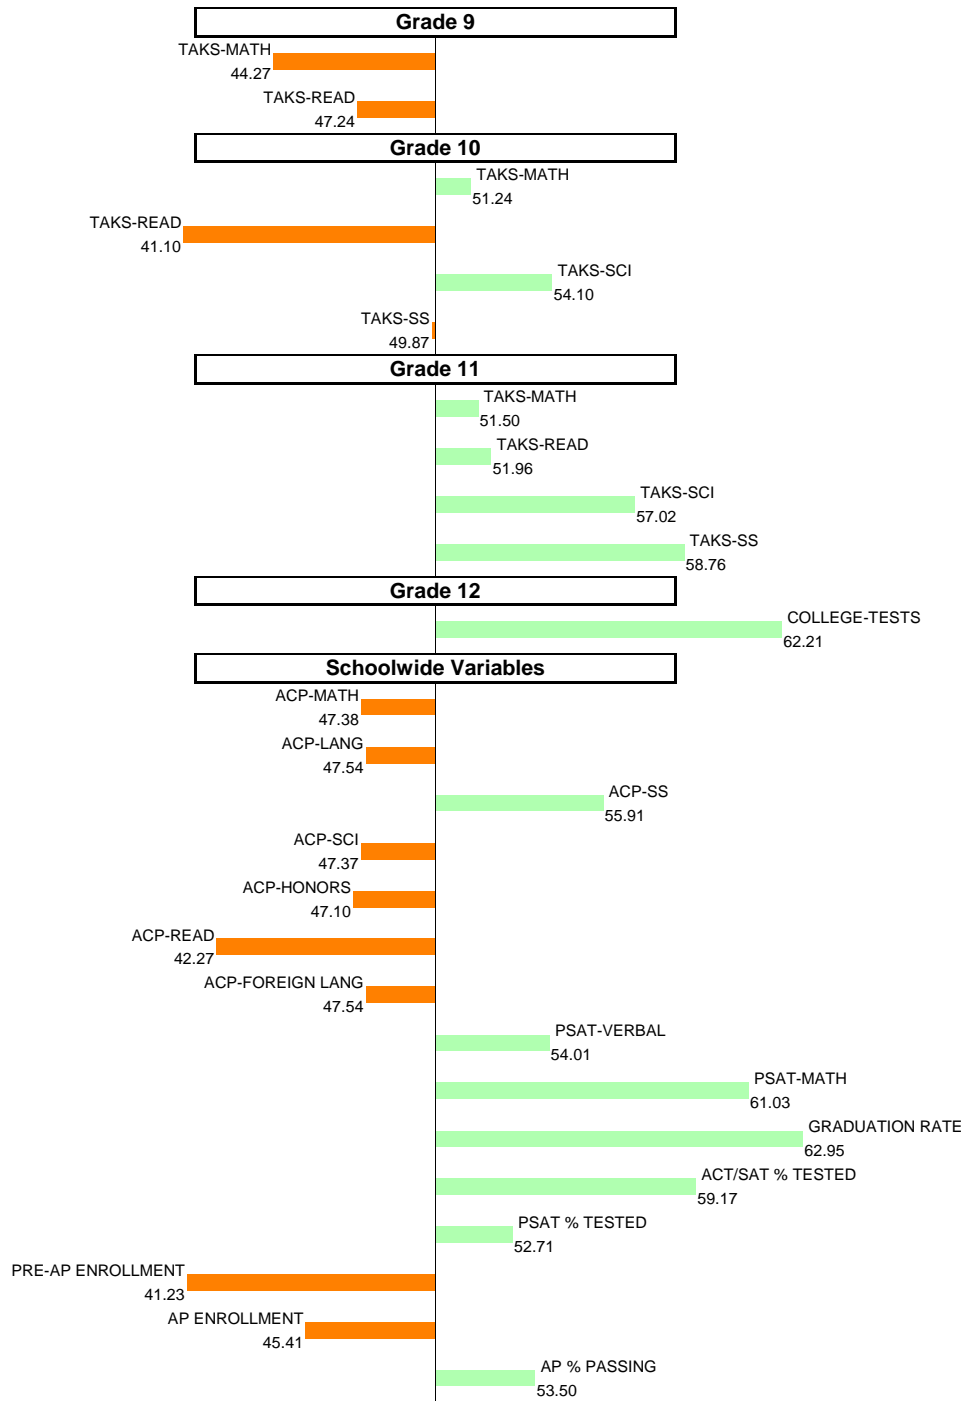 Grade 9
TAKS-MATH
44.27
TAKS-READ
47.24
Grade 10
TAKS-MATH
51.24
TAKS-READ
41.10
TAKS-SCI
54.10
TAKS-SS
49.87
Grade 11
TAKS-MATH
51.50
TAKS-READ
51.96
TAKS-SCI
57.02
TAKS-SS
58.76
Grade 12
COLLEGE-TESTS
62.21
Schoolwide Variables
ACP-MATH
47.38
ACP-LANG
47.54
ACP-SS
55.91
ACP-SCI
47.37
ACP-HONORS
47.10
ACP-READ
42.27
ACP-FOREIGN LANG
47.54
PSAT-VERBAL
54.01
PSAT-MATH
61.03
GRADUATION RATE
62.95
ACT/SAT % TESTED
59.17
PSAT % TESTED
52.71
PRE-AP ENROLLMENT
41.23
AP ENROLLMENT
45.41
AP % PASSING
53.50